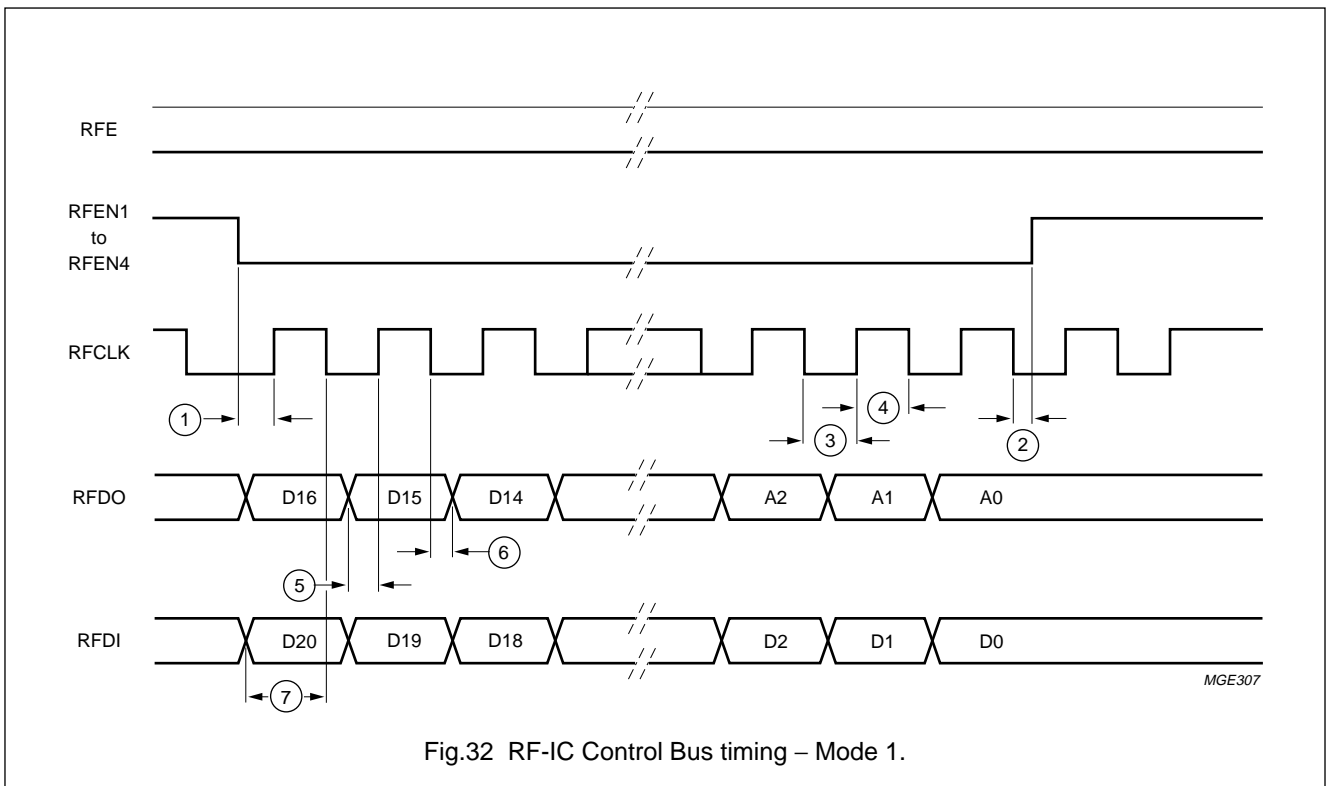 RFE
RFEN1
to
RFEN4
RFCLK
1
4
3
2
RFDO
D16
D15
D14
A2
A1
A0
6
5
RFDI
D20
D19
D18
D2
D1
D0
7
MGE307
Fig.32 RF-IC Control Bus timing − Mode 1.